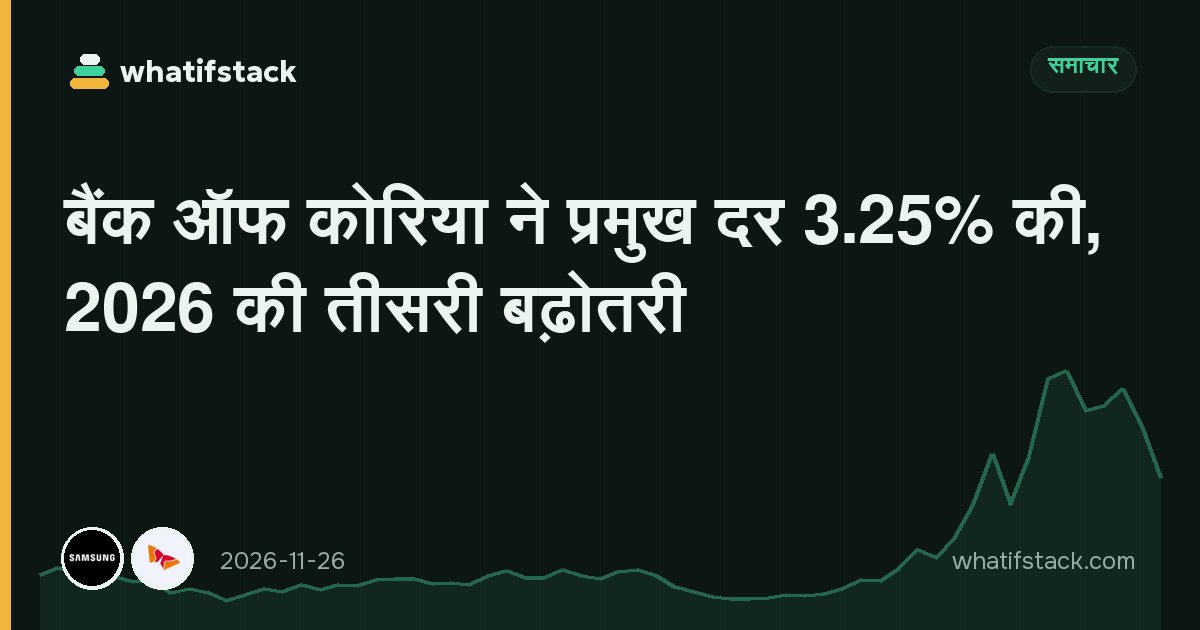 whatifstack
समाचार
बैंक ऑफ कोरिया ने प्रमुख दर 3.25% की,
2026 की तीसरी बढ़ोतरी
SAMSUNG
2026-11-26
whatifstack.com